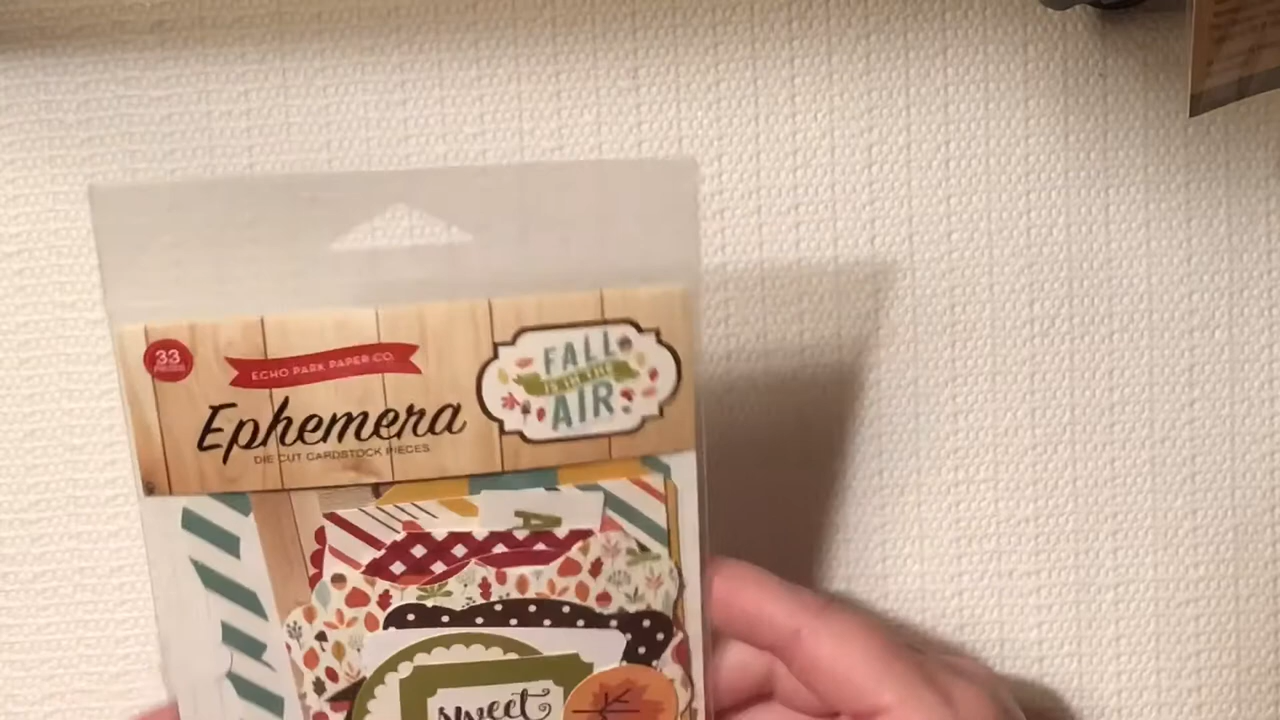 33
PIECES
ECHO PARK PAPER CO.
Ephemera
DIE CUT CARDSTOCK PIECES
FALL
IS IN THE
AIR
A
sweet